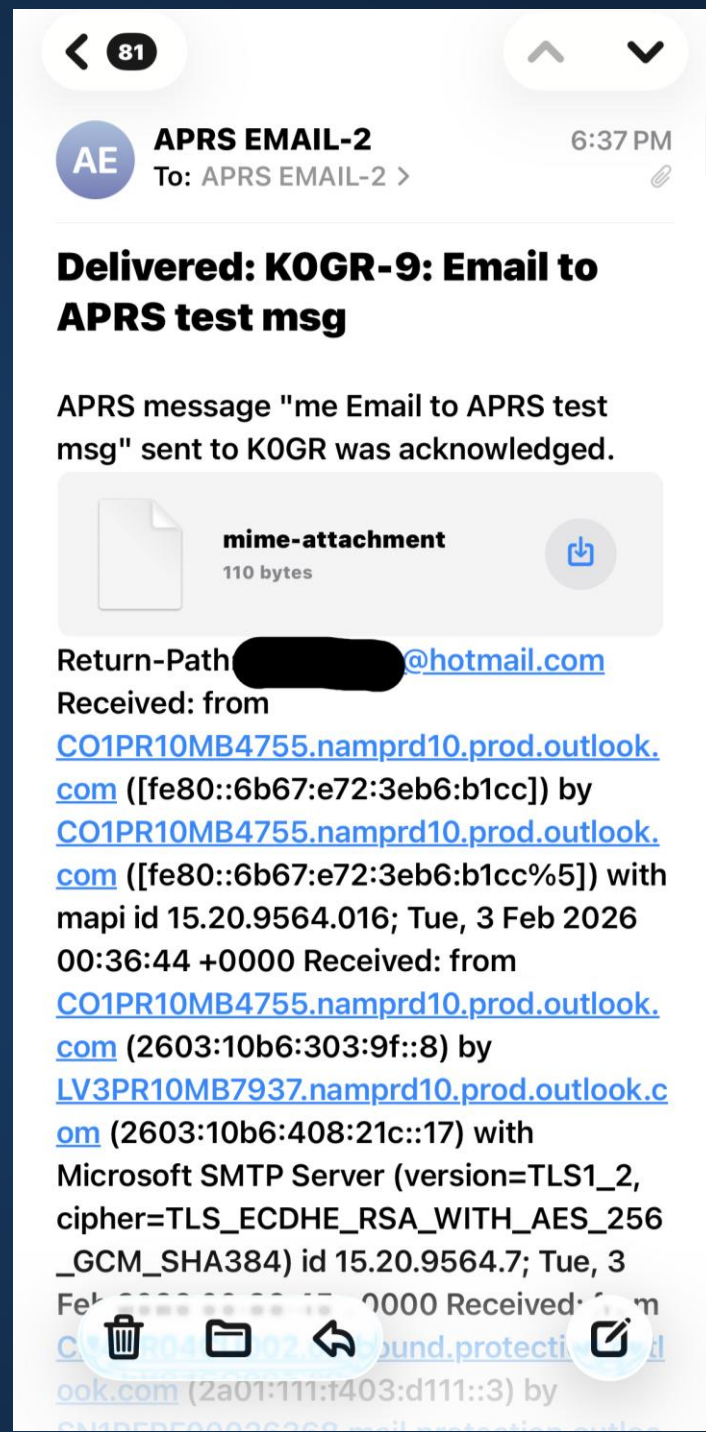 81
AE
APRS EMAIL-2
6:37 PM
To: APRS EMAIL-2 >
Delivered: K0GR-9: Email to
APRS test msg
APRS message "me Email to APRS test
msg" sent to K0GR was acknowledged.
mime-attachment
110 bytes
Return-Path
@hotmail.com
Received: from
CO1PR10MB4755.namprd10.prod.outlook.
com ([fe80::6b67:e72:3eb6:b1cc]) by
CO1PR10MB4755.namprd10.prod.outlook.
com ([fe80::6b67:e72:3eb6:b1cc%5]) with
mapi id 15.20.9564.016; Tue, 3 Feb 2026
00:36:44 +0000 Received: from
CO1PR10MB4755.namprd10.prod.outlook.
com (2603:10b6:303:9f::8) by
LV3PR10MB7937.namprd10.prod.outlook.c
om (2603:10b6:408:21c::17) with
Microsoft SMTP Server (version=TLS1_2,
cipher=TLS_ECDHE_RSA_WITH_AES_256
_GCM_SHA384) id 15.20.9564.7; Tue, 3
Received:
ook.com (2a01:111:f403:d111::3) by